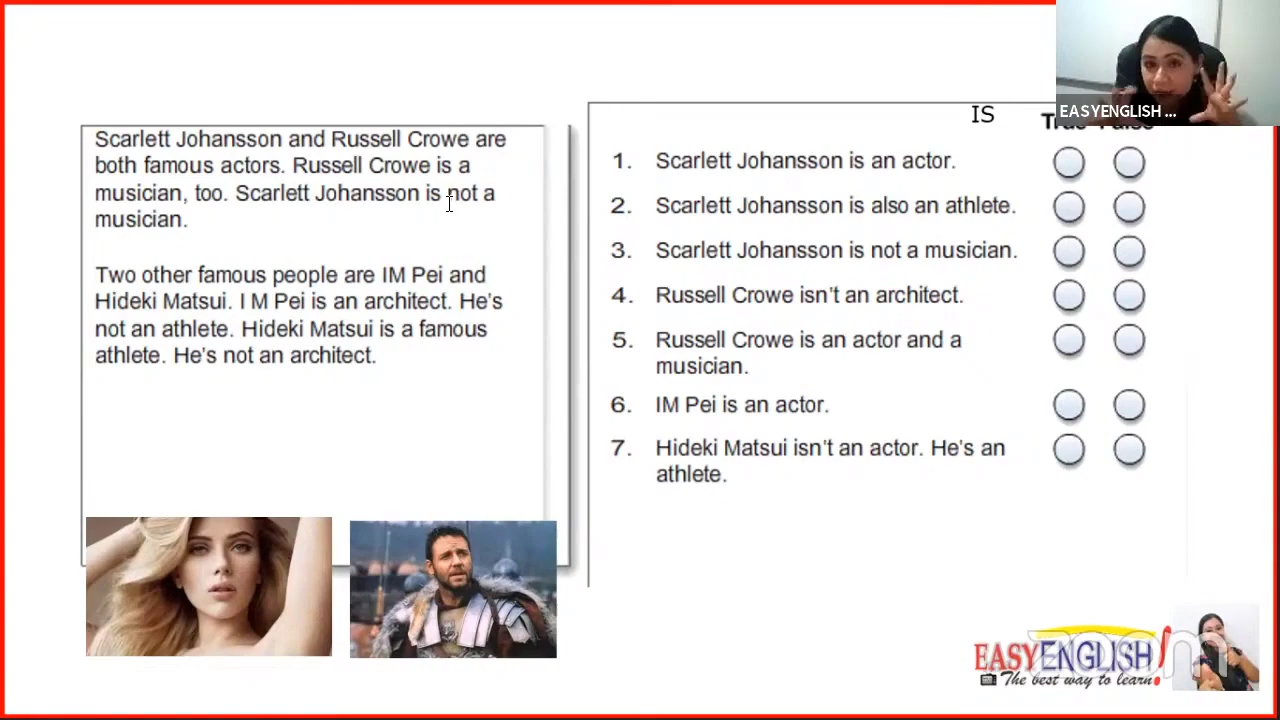 EASYENGLISH ...
IS
True False
Scarlett Johansson and Russell Crowe are
both famous actors. Russell Crowe is a
musician, too. Scarlett Johansson is not a
musician.
Two other famous people are IM Pei and
Hideki Matsui. I M Pei is an architect. He's
not an athlete. Hideki Matsui is a famous
athlete. He's not an architect.
1. Scarlett Johansson is an actor.
2. Scarlett Johansson is also an athlete.
3. Scarlett Johansson is not a musician.
4. Russell Crowe isn't an architect.
5. Russell Crowe is an actor and a
musician.
6. IM Pei is an actor.
7. Hideki Matsui isn't an actor. He's an
athlete.
EASYENGLISH!
The best way to learn!
zoom